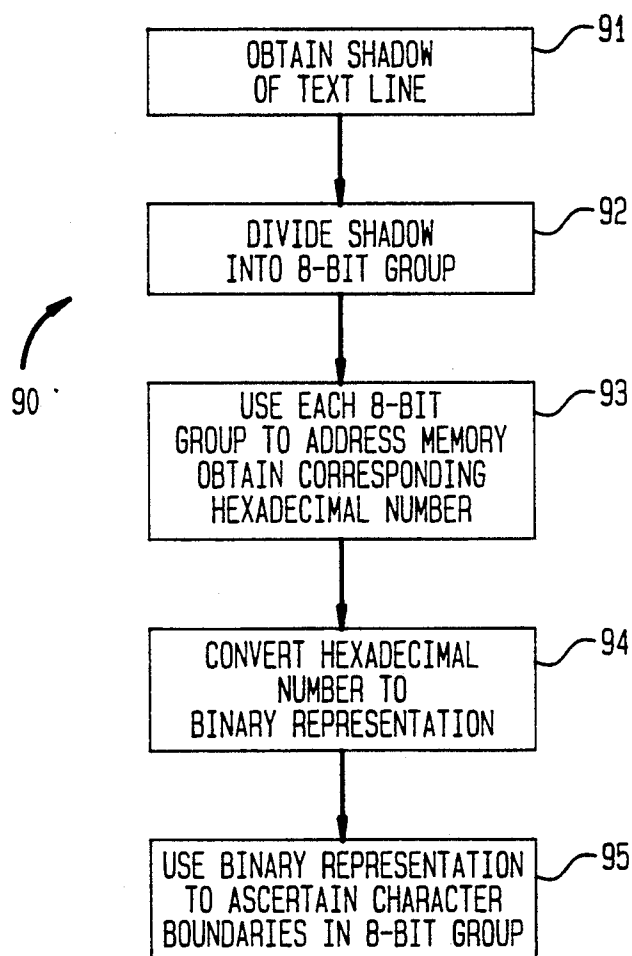 91
OBTAIN SHADOW
OF TEXT LINE
92
DIVIDE SHADOW
INTO 8-BIT GROUP
90
93
USE EACH 8-BIT
GROUP TO ADDRESS MEMORY
OBTAIN CORRESPONDING
HEXADECIMAL NUMBER
94
CONVERT HEXADECIMAL
NUMBER TO
BINARY REPRESENTATION
95
USE BINARY REPRESENTATION
TO ASCERTAIN CHARACTER
BOUNDARIES IN 8-BIT GROUP